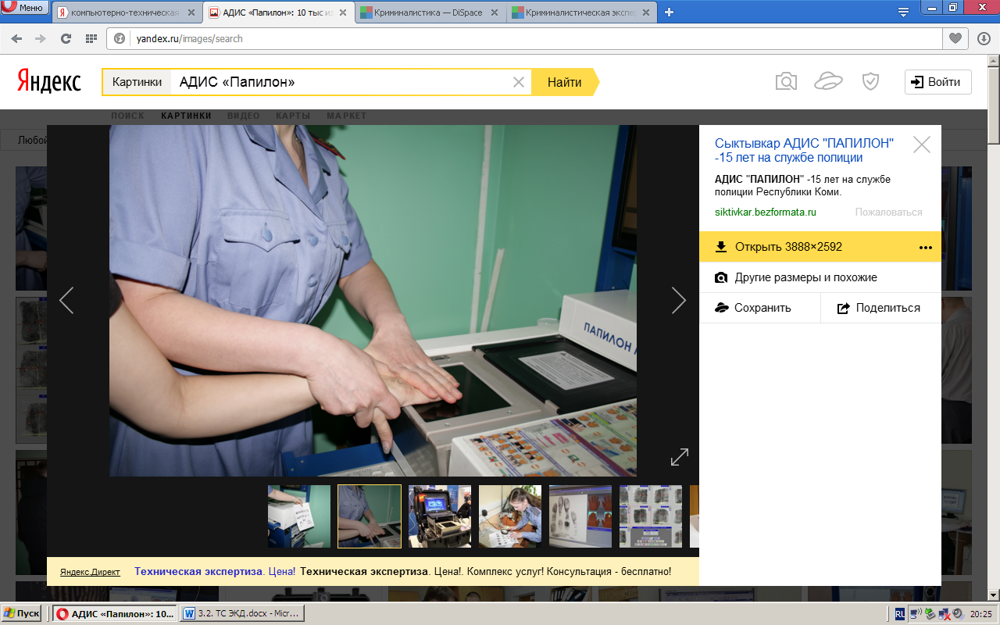 Меню
компьютерно-техническая
АДИС «Папилон»: 10 тыс из
Криминалистика — DiSpace
Криминалистическая экспер
yandex.ru/images/search
Яндекс
Картинки
АДИС «Папилон»
Найти
Войти
ПОИСК КАРТИНКИ ВИДЕО КАРТЫ МАРКЕТ
Любой
ПАПИЛОН
Сыктывкар АДИС "ПАПИЛОН"
-15 лет на службе полиции
АДИС "ПАПИЛОН" -15 лет на службе
полиции Республики Коми.
siktivkar.bezformata.ru
Пожаловаться
Открыть 3888×2592
Другие размеры и похожие
Сохранить
Поделиться
Яндекс.Директ
Техническая экспертиза. Цена! Техническая экспертиза. Цена!. Комплекс услуг! Консультация - бесплатно!
Пуск
АДИС «Папилон»: 10...
3.2. ТС ЭКД.docx - Micr...
RU
20:25